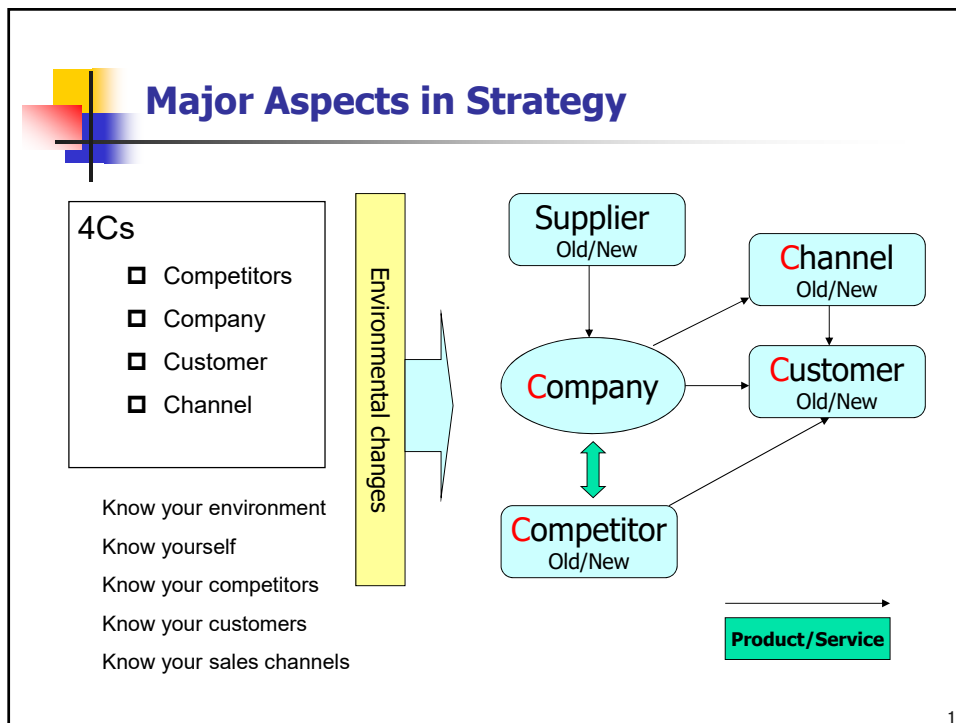 Major Aspects in Strategy
4Cs
Competitors
Company
Customer
Channel
Know your environment
Know yourself
Know your competitors
Know your customers
Know your sales channels
Environmental changes
Supplier
Old/New
Channel
Old/New
Company
Customer
Old/New
Competitor
Old/New
Product/Service
1